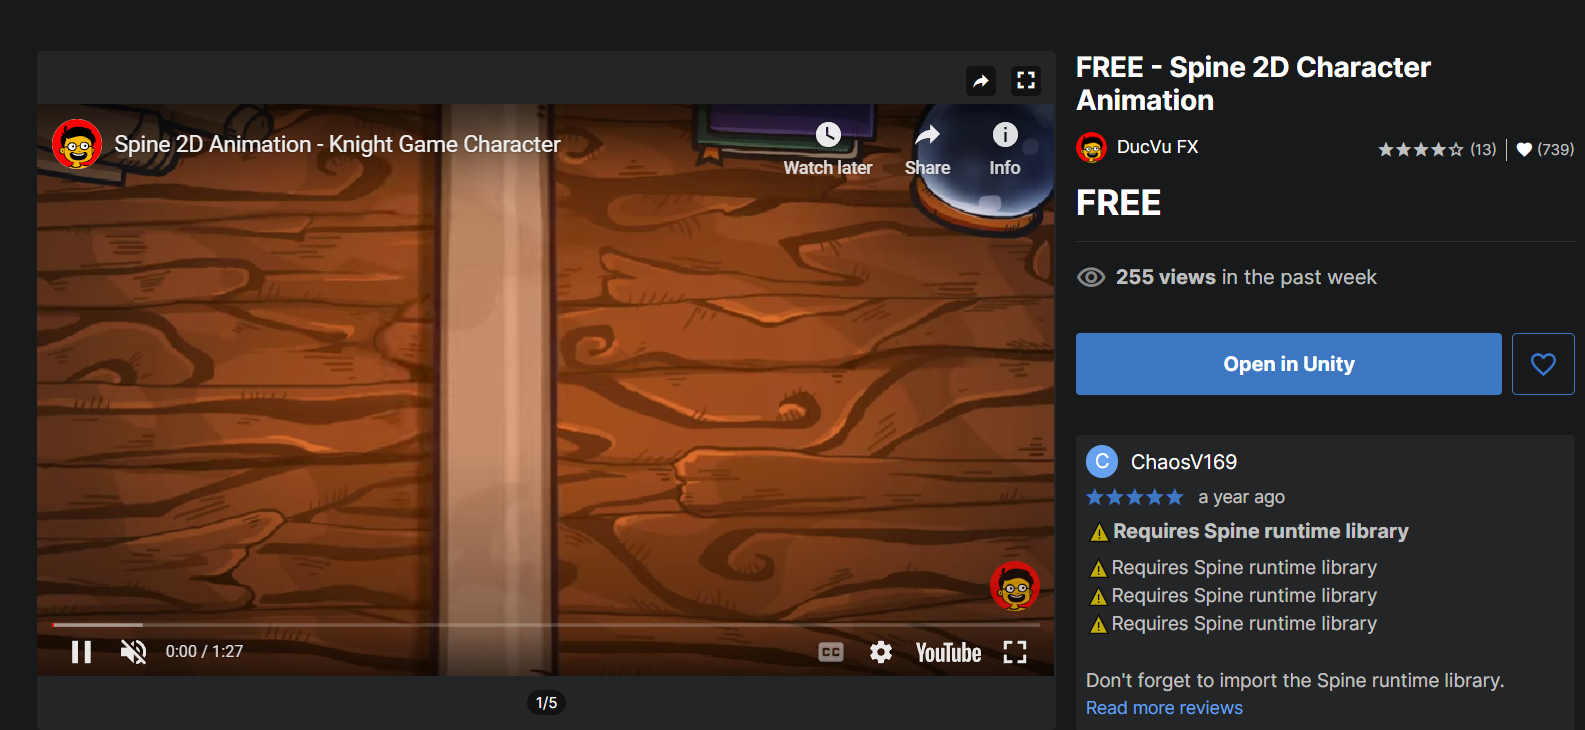 Spine 2D Animation - Knight Game Character
Watch later
Share
Info
0:00 / 1:27
CC
YouTube
1/5
FREE - Spine 2D Character
Animation
DucVu FX
(13)
(739)
FREE
255 views in the past week
Open in Unity
C
ChaosV169
a year ago
Requires Spine runtime library
Requires Spine runtime library
Requires Spine runtime library
Requires Spine runtime library
Don't forget to import the Spine runtime library.
Read more reviews